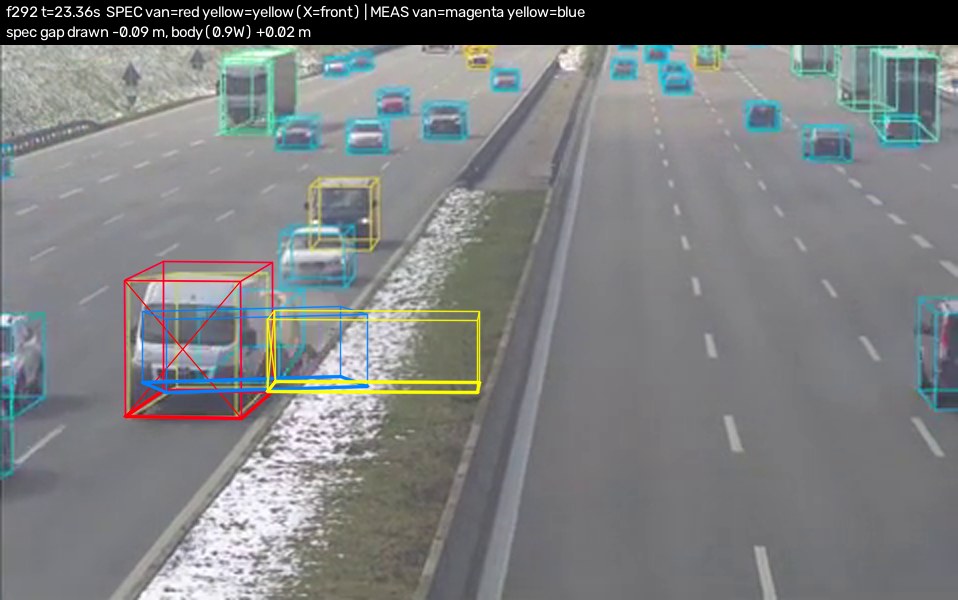 f292 t=23.36s SPEC van=red yellow=yellow (X=front) | MEAS van=magenta yellow=blue
spec gap drawn -0.09 m, body (0.9W) +0.02 m